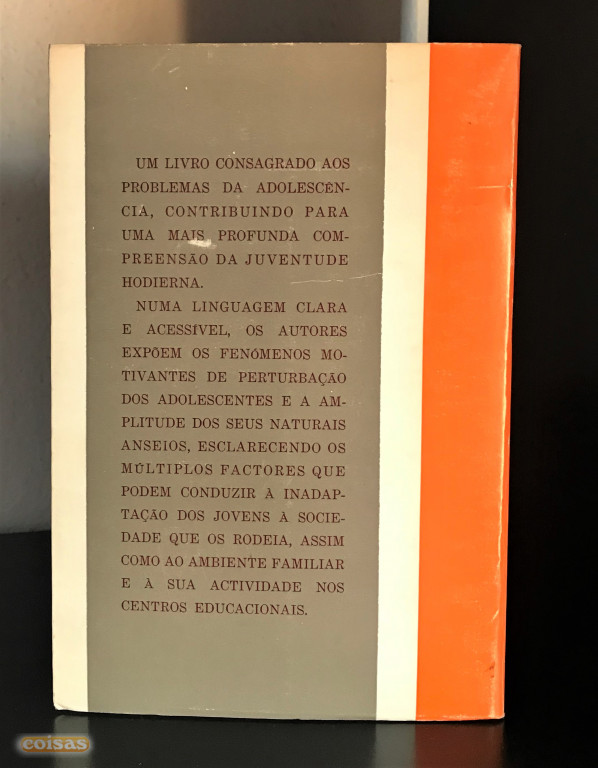 UM LIVRO CONSAGRADO AOS
PROBLEMAS DA ADOLESCÊN-
CIA, CONTRIBUINDO PARA
UMA MAIS PROFUNDA COM-
PREENSÃO DA JUVENTUDE
HODIERNA.
NUMA LINGUAGEM CLARA
E ACESSÍVEL, OS AUTORES
EXPÕEM OS FENÓMENOS MO-
TIVANTES DE PERTURBAÇÃO
DOS ADOLESCENTES E A AM-
PLITUDE DOS SEUS NATURAIS
ANSEIOS, ESCLARECENDO OS
MÚLTIPLOS FACTORES QUE
PODEM CONDUZIR À INADAP-
TAÇÃO DOS JOVENS À SOCIE-
DADE QUE OS RODEIA, ASSIM
COMO AO AMBIENTE FAMILIAR
E À SUA ACTIVIDADE NOS
CENTROS EDUCACIONAIS.
coisas